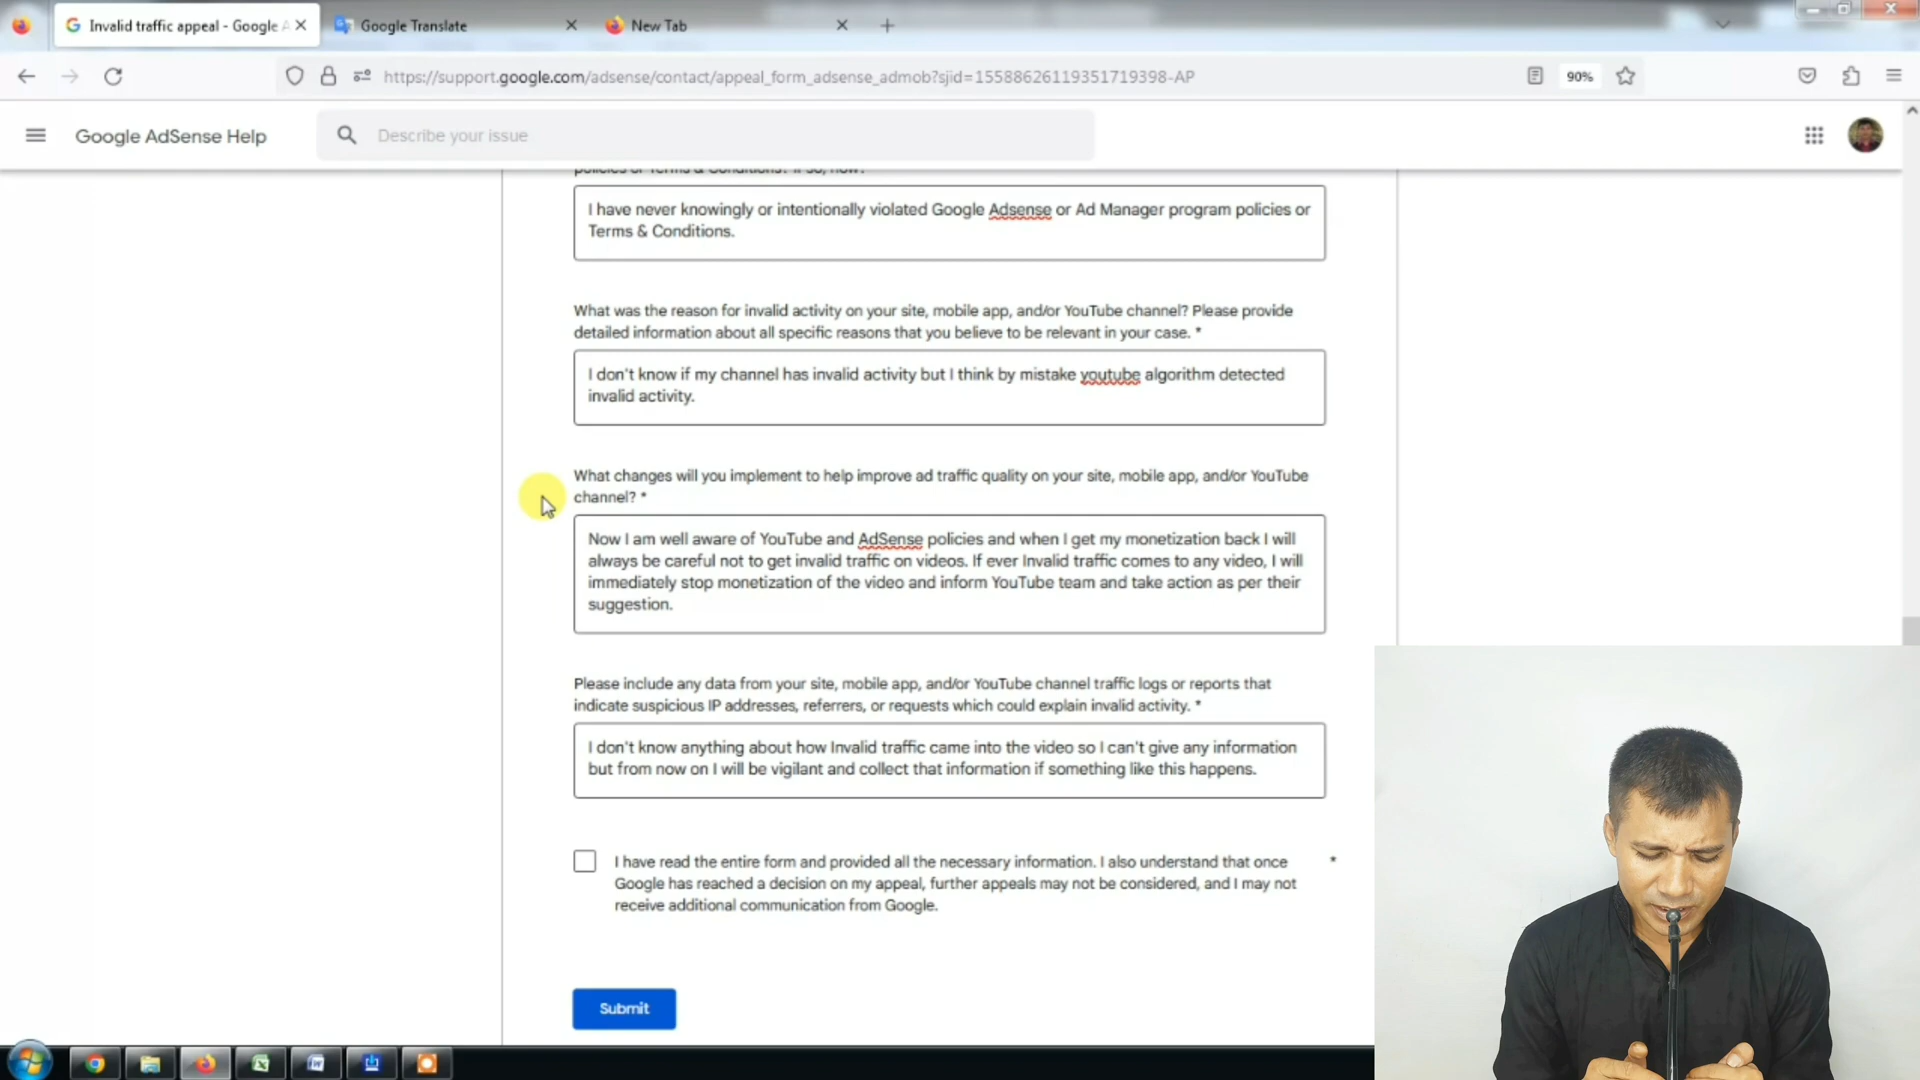 Invalid traffic appeal - Google A
Google Translate
New Tab
https://support.google.com/adsense/contact/appeal_form_adsense_admob?sjid=15588626119351719398-AP
90%
Google AdSense Help
Describe your issue
policies or Terms & Conditions? If so, how?
I have never knowingly or intentionally violated Google Adsense or Ad Manager program policies or
Terms & Conditions.
What was the reason for invalid activity on your site, mobile app, and/or YouTube channel? Please provide
detailed information about all specific reasons that you believe to be relevant in your case. *
I don't know if my channel has invalid activity but I think by mistake youtube algorithm detected
invalid activity.
What changes will you implement to help improve ad traffic quality on your site, mobile app, and/or YouTube
channel? *
Now I am well aware of YouTube and AdSense policies and when I get my monetization back I will
always be careful not to get invalid traffic on videos. If ever Invalid traffic comes to any video, I will
immediately stop monetization of the video and inform YouTube team and take action as per their
suggestion.
Please include any data from your site, mobile app, and/or YouTube channel traffic logs or reports that
indicate suspicious IP addresses, referrers, or requests which could explain invalid activity. *
I don't know anything about how Invalid traffic came into the video so I can't give any information
but from now on I will be vigilant and collect that information if something like this happens.
I have read the entire form and provided all the necessary information. I also understand that once *
Google has reached a decision on my appeal, further appeals may not be considered, and I may not
receive additional communication from Google.
Submit